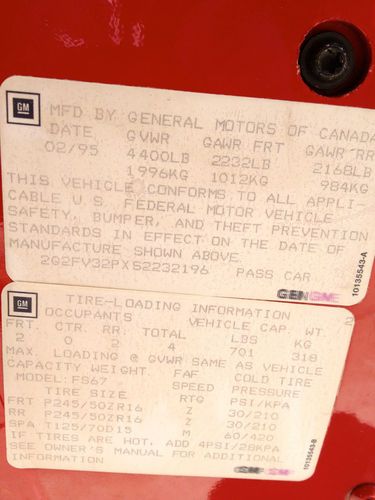 GM
MFD BY GENERAL MOTORS OF CANADA
DATE GVWR GAWR FRT GAWR RR
02/95 4400LB 2232LB 2168LB
1996KG 1012KG 984KG
THIS VEHICLE CONFORMS TO ALL APPLI-
CABLE U.S. FEDERAL MOTOR VEHICLE
SAFETY, BUMPER, AND THEFT PREVENTION
STANDARDS IN EFFECT ON THE DATE OF
MANUFACTURE SHOWN ABOVE.
2G2FV32PXS2232196 PASS CAR
10135543-A
GM
TIRE-LOADING INFORMATION
OCCUPANTS VEHICLE CAP. WT
FRT CTR RR TOTAL LBS KG
2 0 2 4 701 318
MAX. LOADING @ GVWR SAME AS VEHICLE
CAPACITY WEIGHT FAF COLD TIRE
MODEL: FS67 SPEED PRESSURE
TIRE SIZE RTG PSI/KPA
FRT P245/50ZR16 Z 30/210
RR P245/50ZR16 Z 30/210
SPA T125/70D15 M 60/420
IF TIRES ARE HOT, ADD 4PSI/28KPA
SEE OWNER'S MANUAL FOR ADDITIONAL
INFORMATION
10135543-B